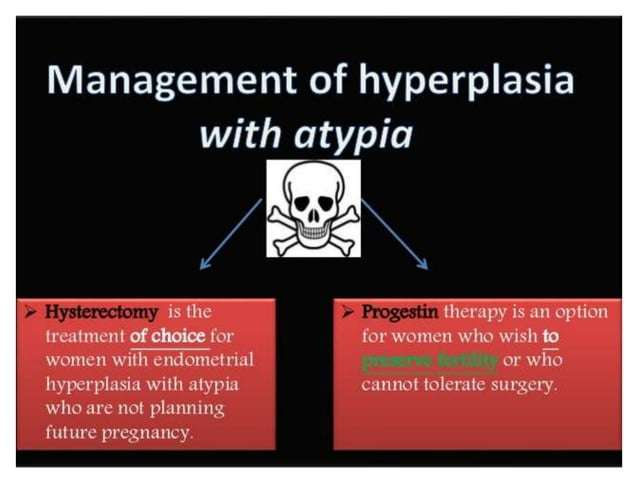 Management of hyperplasia
with atypia
➢ Hysterectomy is the
treatment of choice for
women with endometrial
hyperplasia with atypia
who are not planning
future pregnancy.
➢ Progestin therapy is an option
for women who wish to
preserve fertility or who
cannot tolerate surgery.